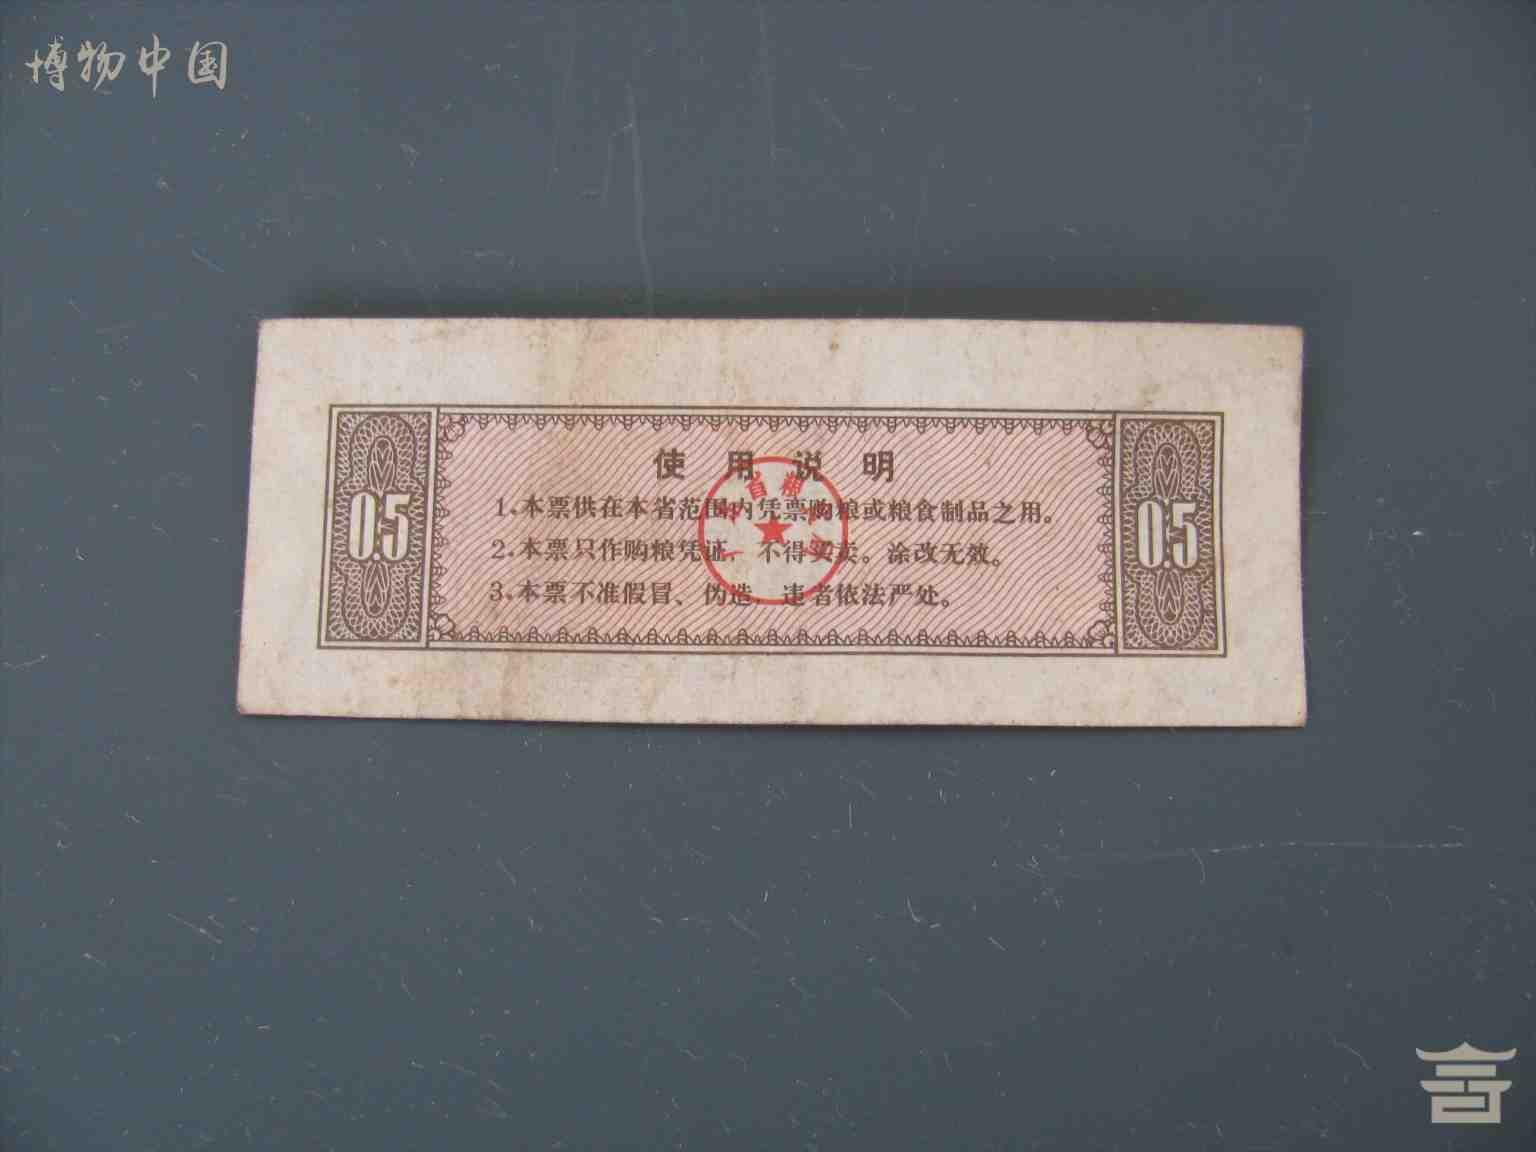 博物中国
使用说明
1.本票供在本省范围内凭票购粮或粮食制品之用。
0.5
0.5
2.本票只作购粮凭证，不得买卖。涂改无效。
3.本票不准假冒、伪造，违者依法严处。
省粮